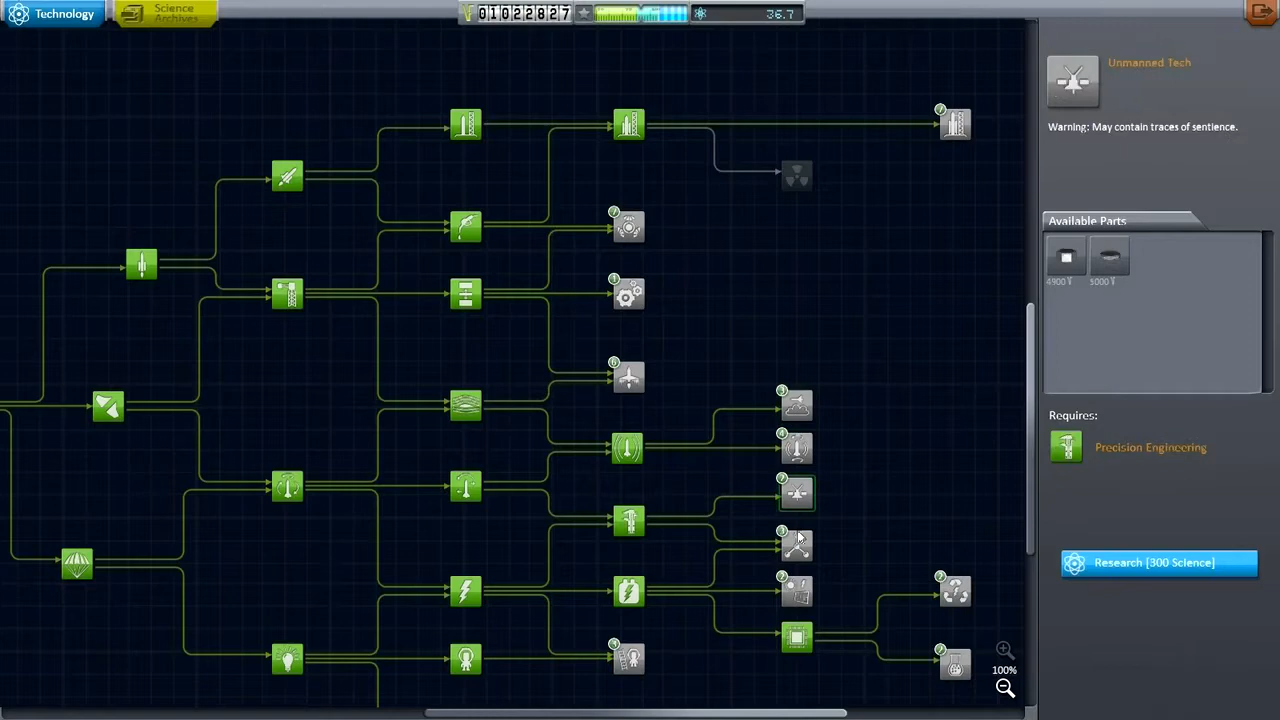 Technology
Science
Archives
01022827
36.7
Unmanned Tech
Warning: May contain traces of sentience.
Available Parts
4900
5000
Requires:
Precision Engineering
Research [300 Science]
100%